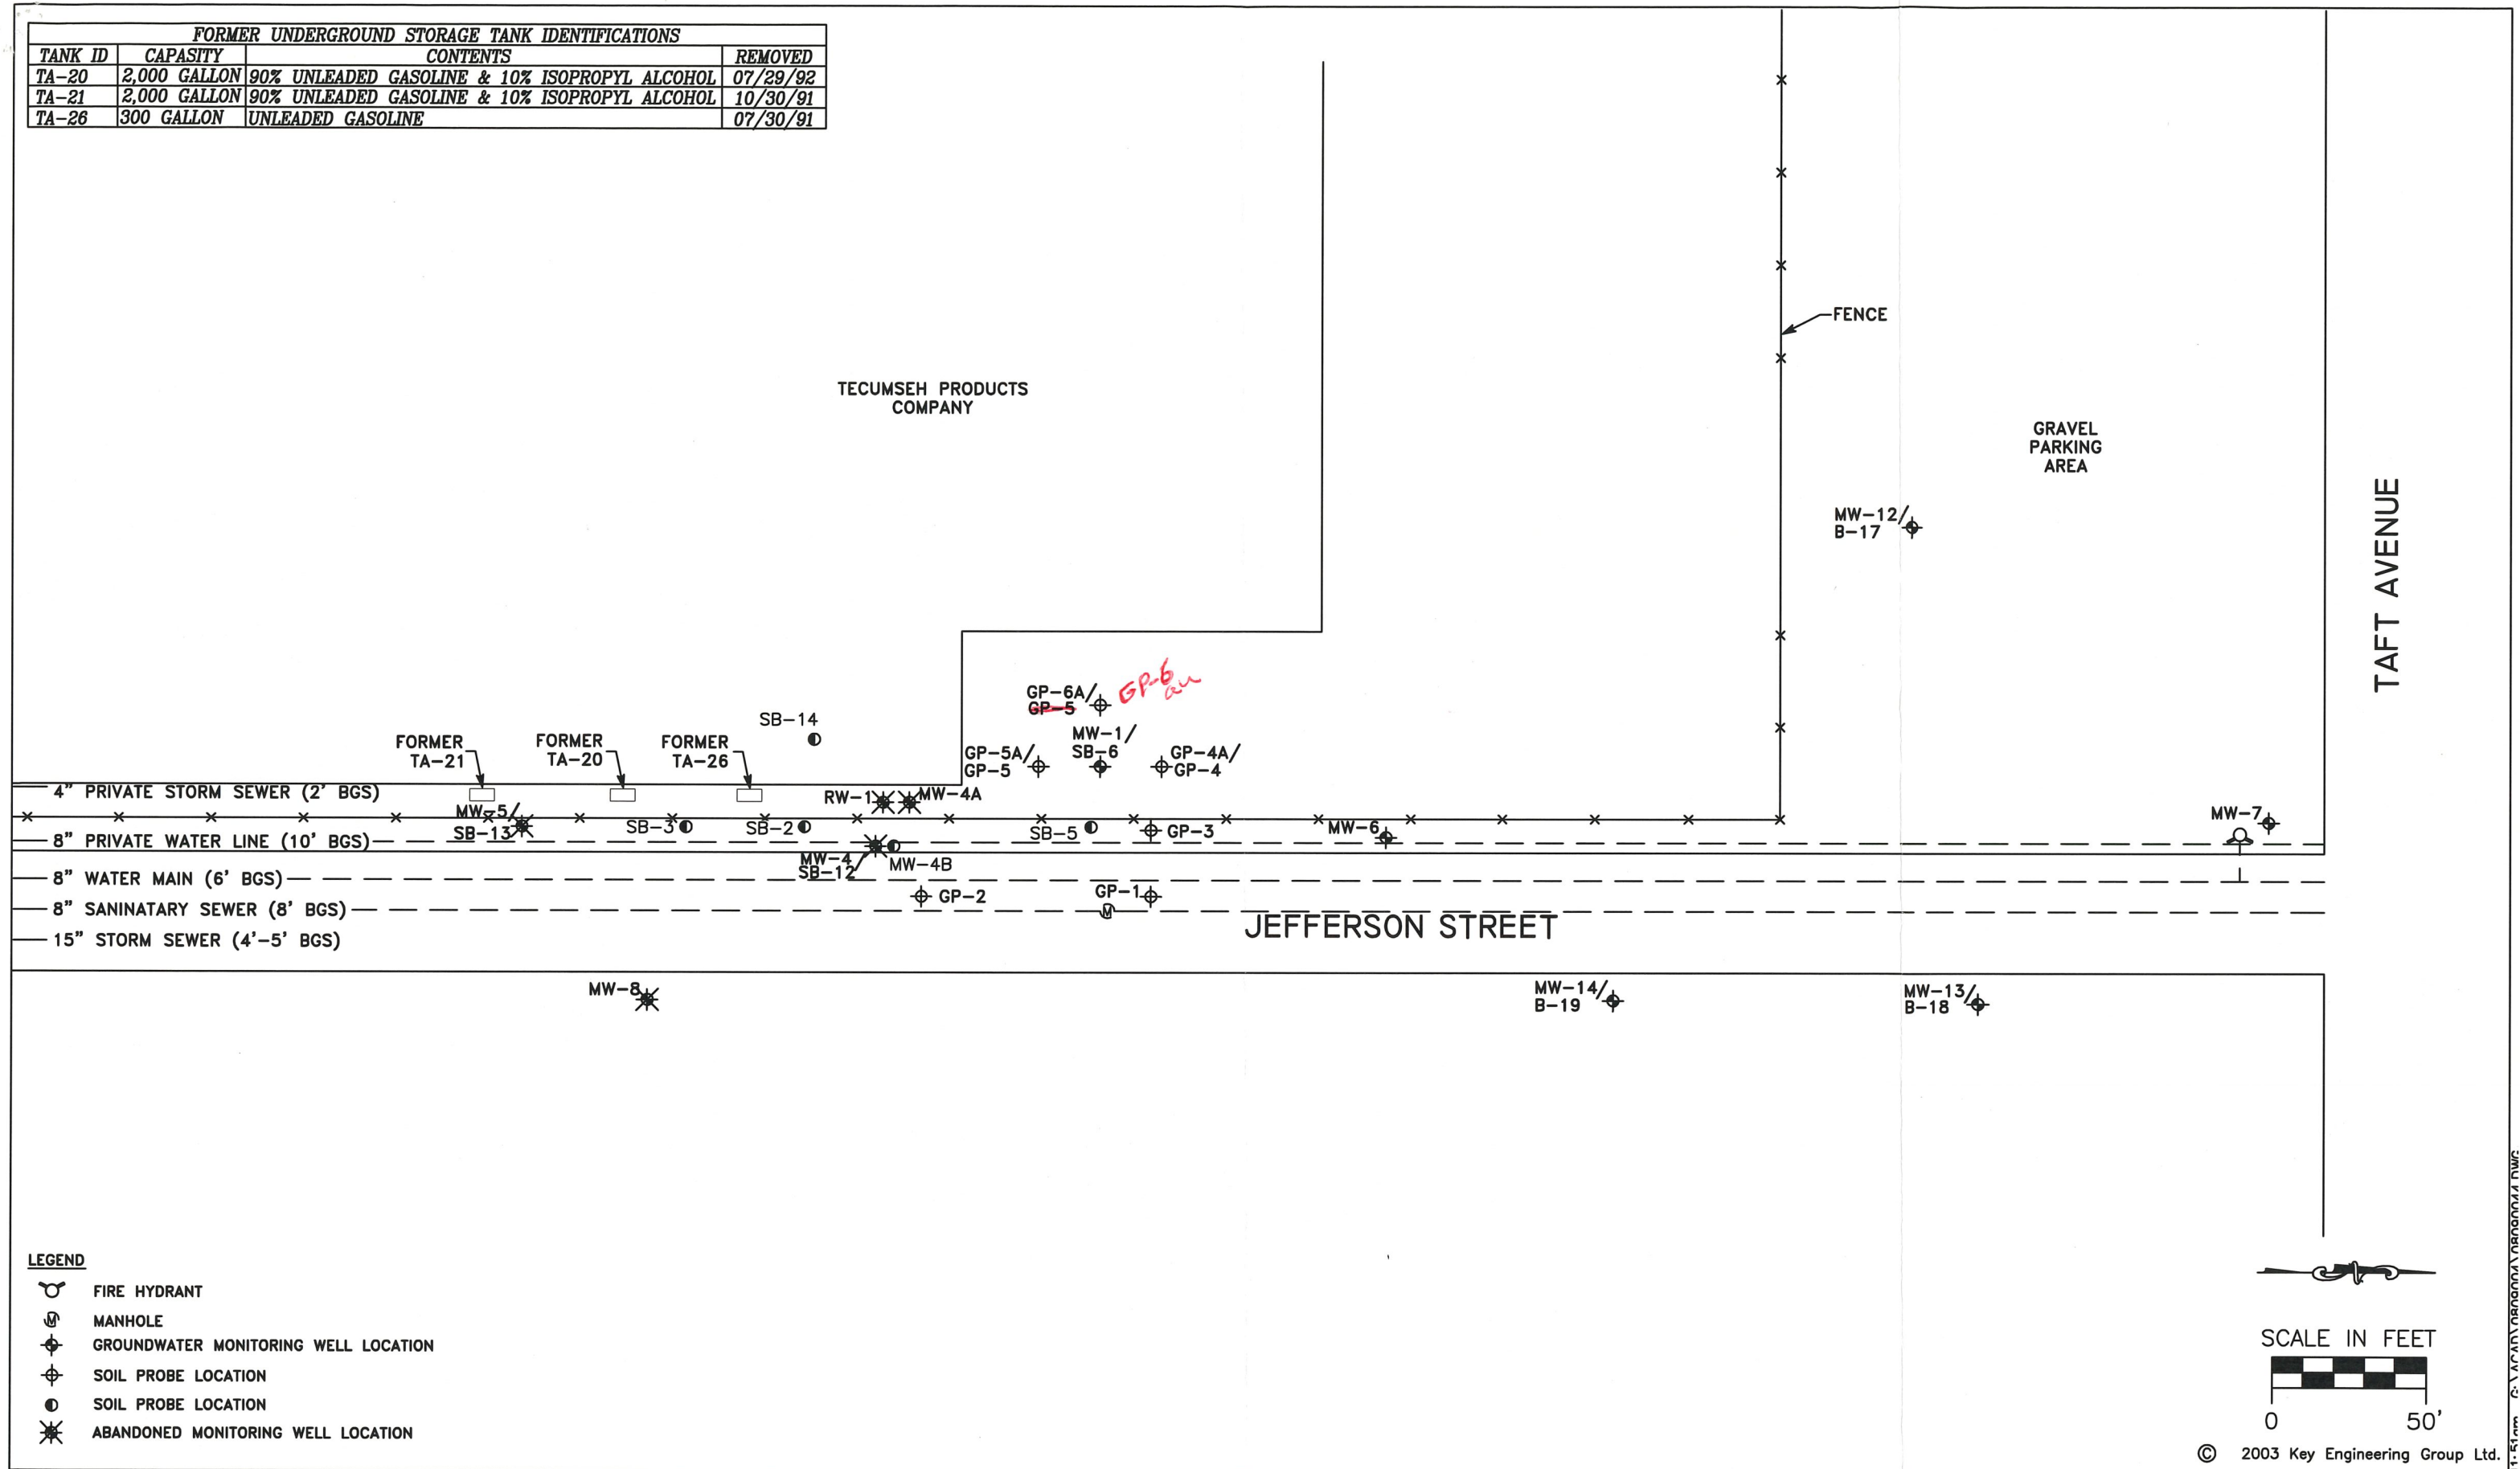 FORMER UNDERGROUND STORAGE TANK IDENTIFICATIONS
TANK ID CAPASITY CONTENTS REMOVED
TA-20 2,000 GALLON 90% UNLEADED GASOLINE & 10% ISOPROPYL ALCOHOL 07/29/92
TA-21 2,000 GALLON 90% UNLEADED GASOLINE & 10% ISOPROPYL ALCOHOL 10/30/91
TA-26 300 GALLON UNLEADED GASOLINE 07/30/91
FENCE
TECUMSEH PRODUCTS
COMPANY
GRAVEL
PARKING
AREA
TAFT AVENUE
MW-12/
B-17
GP-6A/
GP-5
GP-6
SB-14
MW-1/
SB-6
FORMER
TA-21
FORMER
TA-20
FORMER
TA-26
GP-5A/
GP-5
GP-4A/
GP-4
4" PRIVATE STORM SEWER (2' BGS)
RW-1
MW-4A
MW-5/
SB-13
SB-3
SB-2
SB-5
GP-3
MW-6
MW-7
8" PRIVATE WATER LINE (10' BGS)
MW-4
SB-12
MW-4B
8" WATER MAIN (6' BGS)
GP-2
GP-1
M
8" SANINATARY SEWER (8' BGS)
JEFFERSON STREET
15" STORM SEWER (4'-5' BGS)
MW-8
MW-14/
B-19
MW-13/
B-18
LEGEND
FIRE HYDRANT
M MANHOLE
GROUNDWATER MONITORING WELL LOCATION
SOIL PROBE LOCATION
SOIL PROBE LOCATION
ABANDONED MONITORING WELL LOCATION
SCALE IN FEET
0 50'
© 2003 Key Engineering Group Ltd.